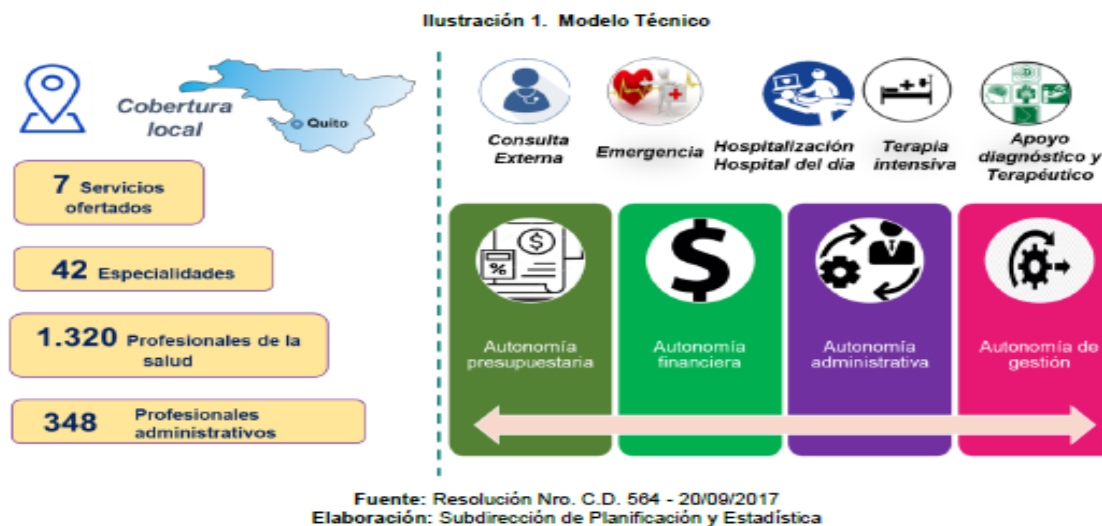 Ilustración 1. Modelo Técnico
Cobertura
local
Quito
7 Servicios
ofertados
42 Especialidades
1.320 Profesionales de la
salud
348 Profesionales
administrativos
Consulta
Externa
Emergencia
Hospitalización
Hospital del día
Terapia
intensiva
Apoyo
diagnóstico y
Terapéutico
Autonomía
presupuestaria
Autonomía
financiera
Autonomía
administrativa
Autonomía de
gestión
Fuente: Resolución Nro. C.D. 564 - 20/09/2017
Elaboración: Subdirección de Planificación y Estadística